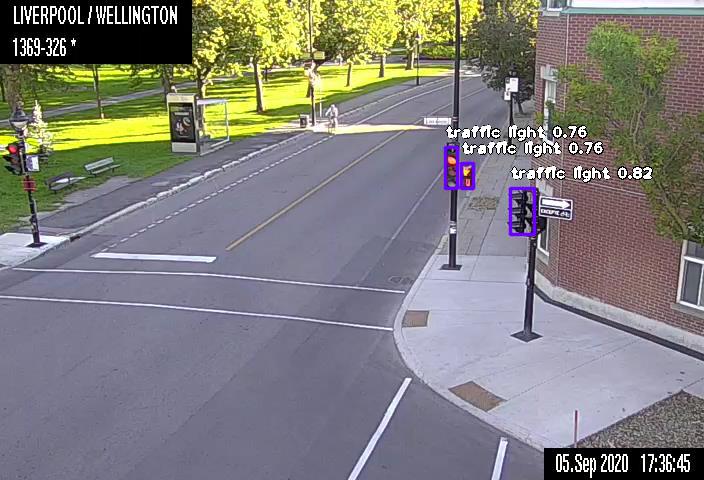 LIVERPOOL / WELLINGTON
1369-326 *
traffic light 0.76
traffic light 0.76
traffic light 0.82
EXCEPTÉ
05.Sep 2020 17:36:45